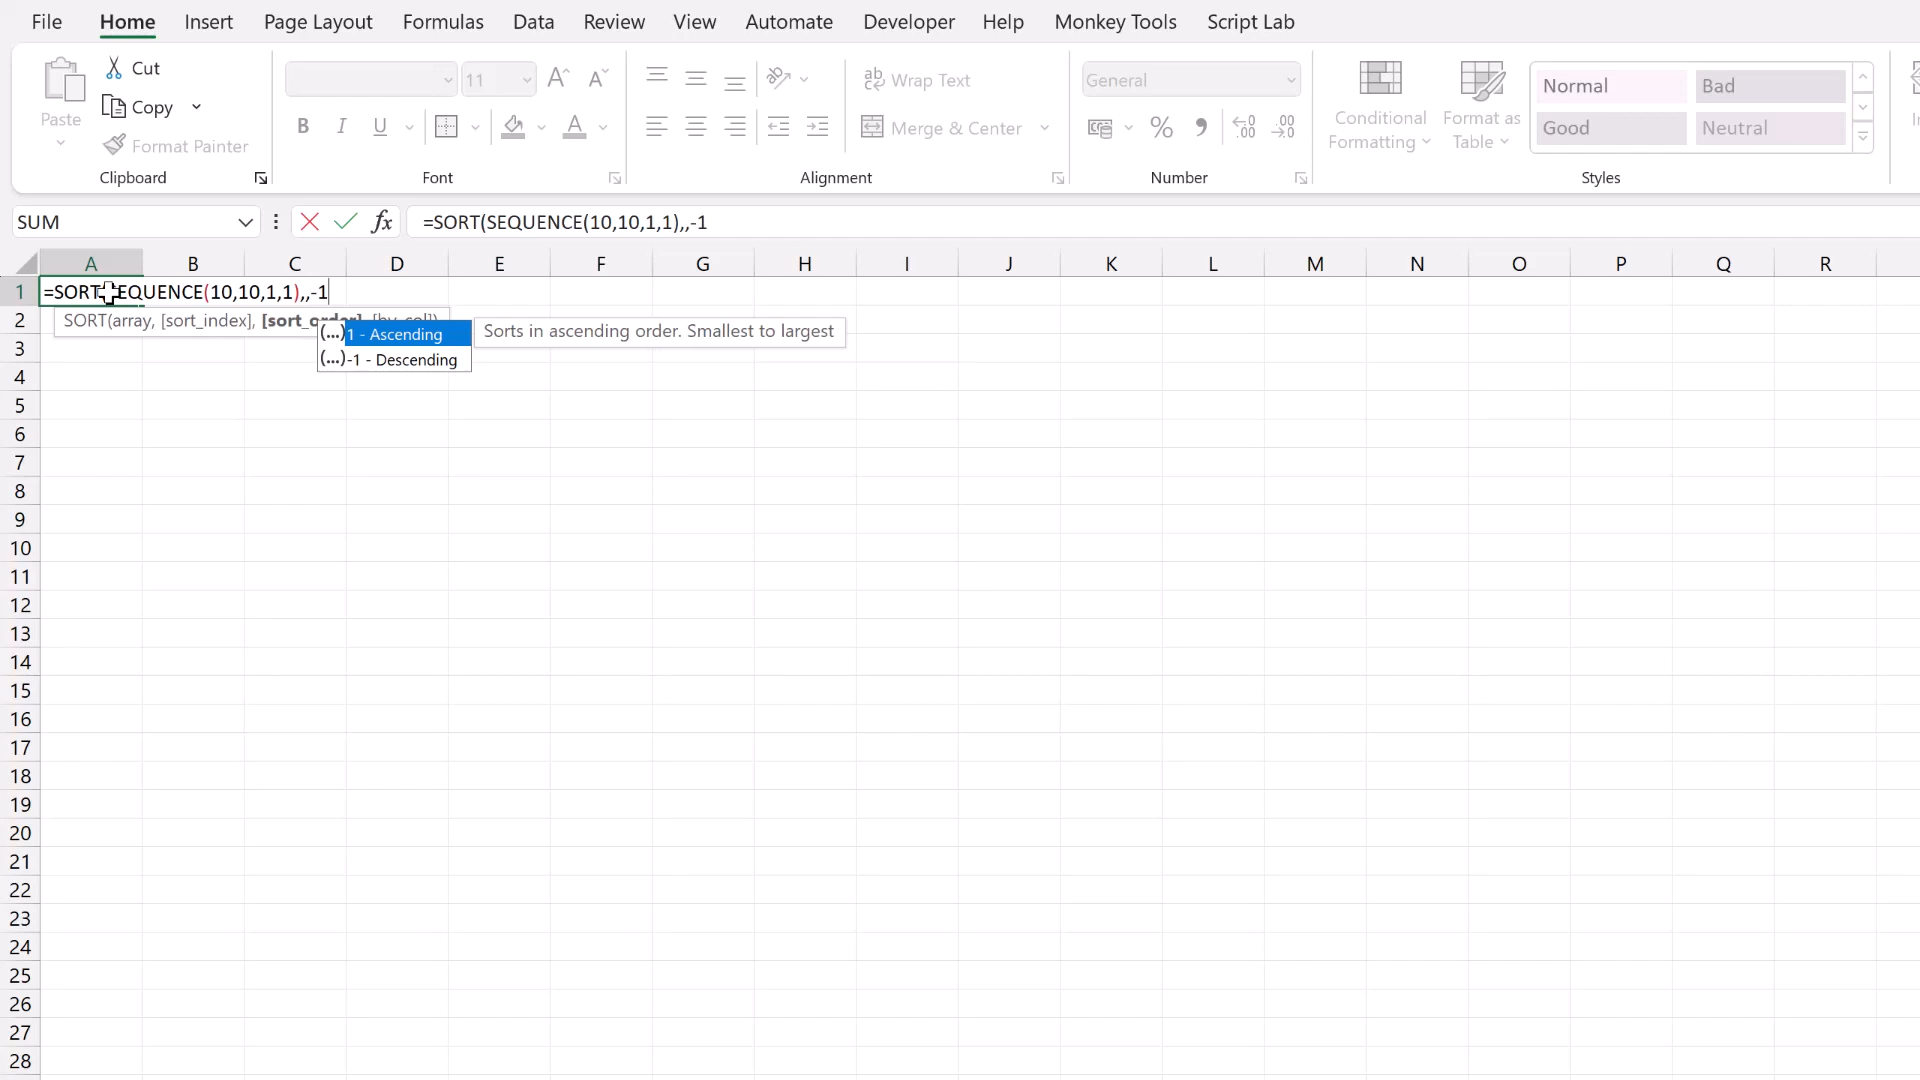 File Home Insert Page Layout Formulas Data Review View Automate Developer Help Monkey Tools Script Lab
Paste
Cut
Copy
Format Painter
Clipboard
11
Font
Wrap Text
Merge & Center
Alignment
General
Number
Conditional Formatting
Format as Table
Normal Bad
Good Neutral
Styles
SUM =SORT(SEQUENCE(10,10,1,1),,-1
A B C D E F G H I J K L M N O P Q R
1 =SORT(SEQUENCE(10,10,1,1),,-1
2 SORT(array, [sort_index], [sort_order], [by_col])
1 - Ascending Sorts in ascending order. Smallest to largest
-1 - Descending
3
4
5
6
7
8
9
10
11
12
13
14
15
16
17
18
19
20
21
22
23
24
25
26
27
28